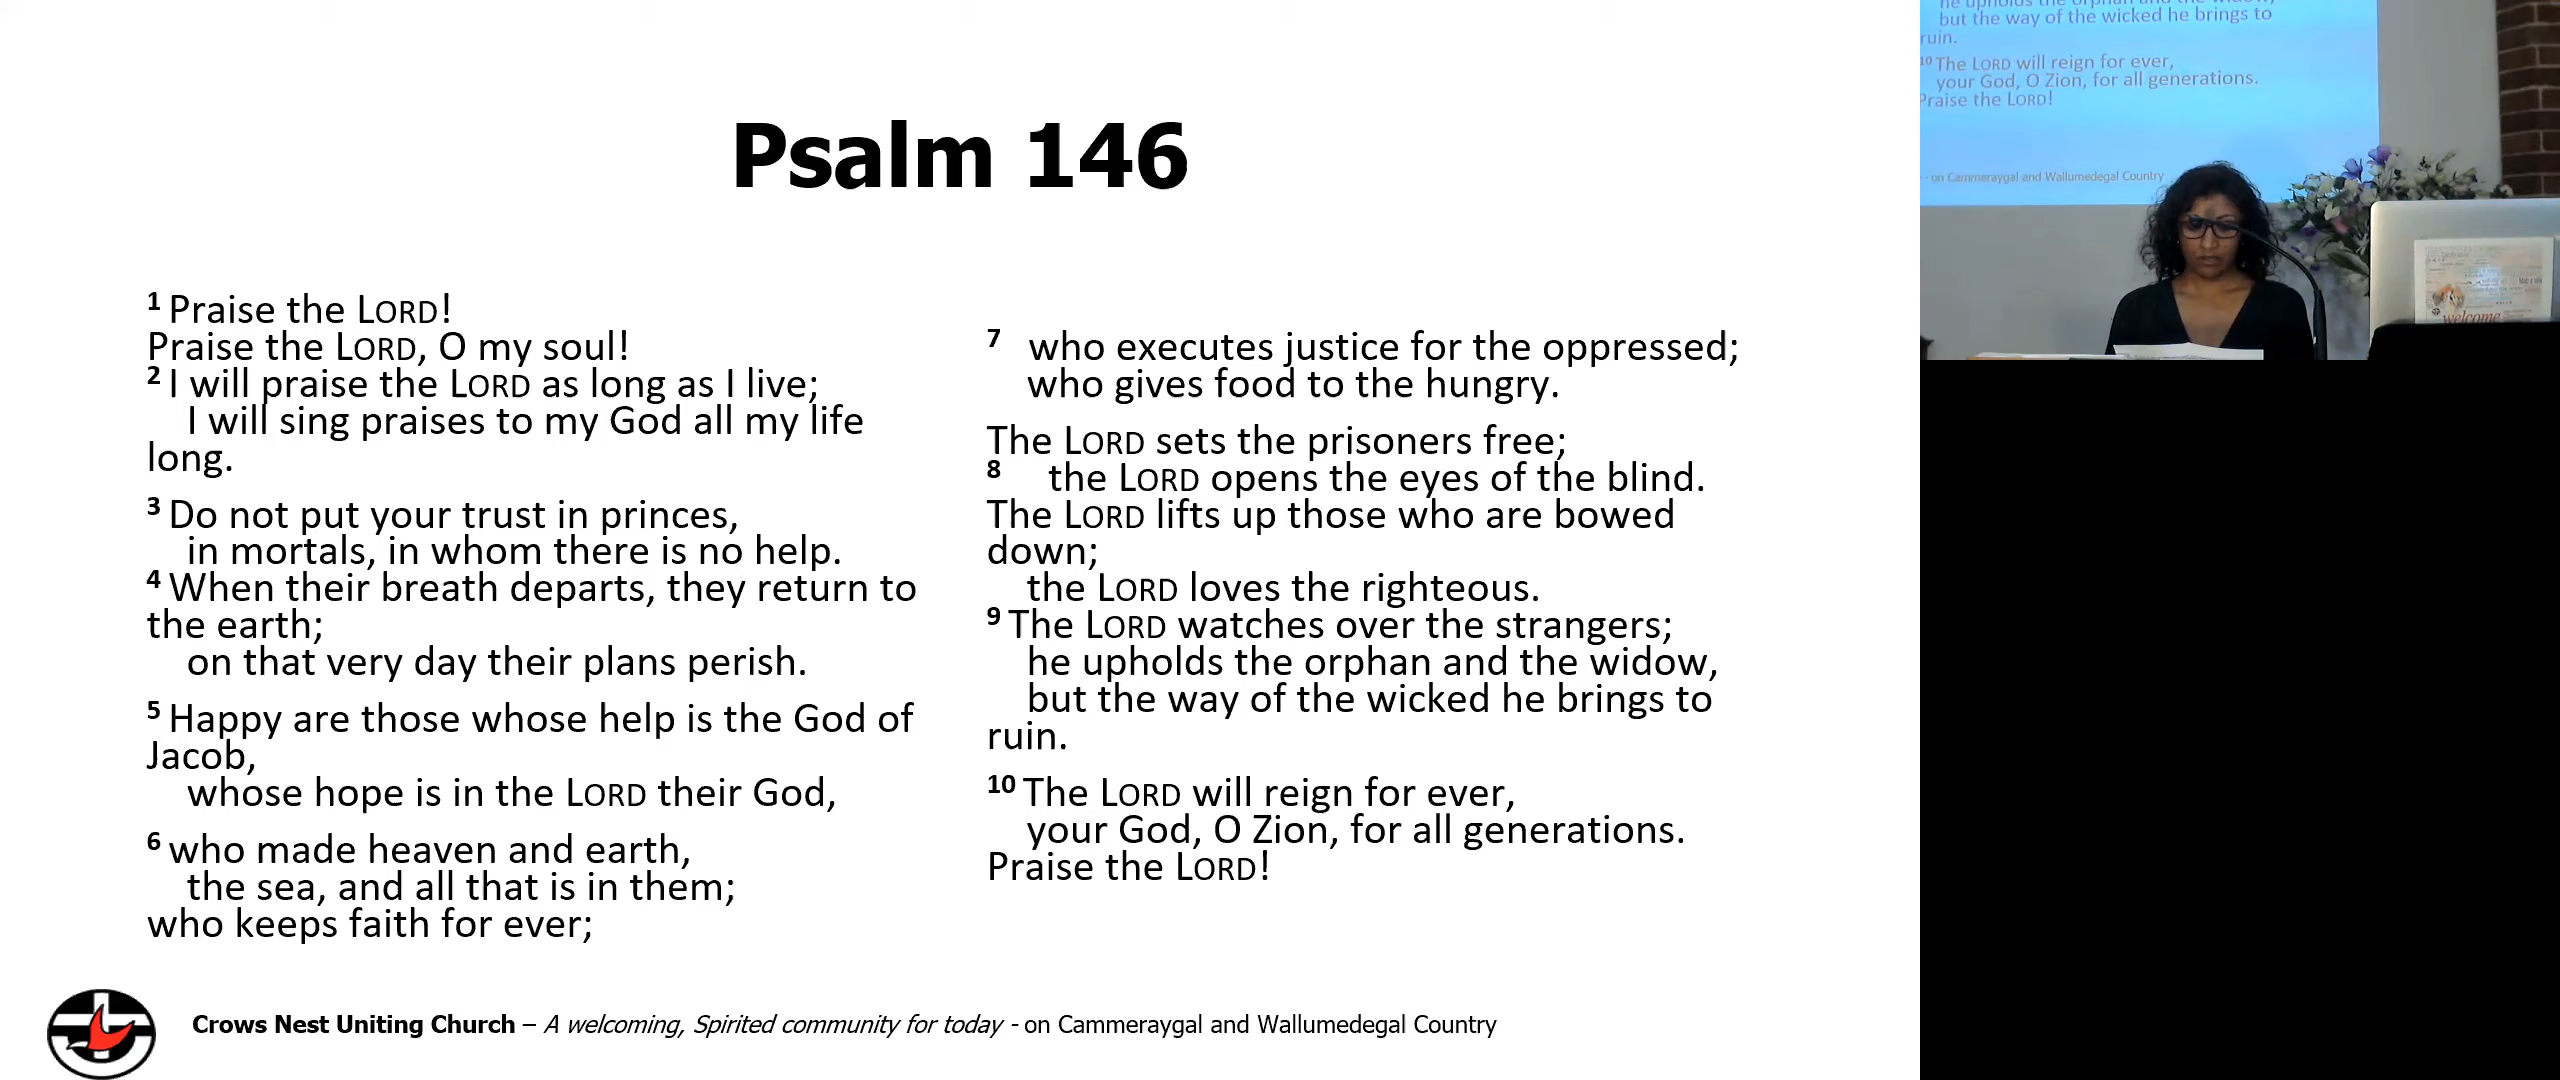 Psalm 146
1 Praise the LORD!
Praise the LORD, O my soul!
2 I will praise the LORD as long as I live;
I will sing praises to my God all my life
long.
3 Do not put your trust in princes,
in mortals, in whom there is no help.
4 When their breath departs, they return to
the earth;
on that very day their plans perish.
5 Happy are those whose help is the God of
Jacob,
whose hope is in the LORD their God,
6 who made heaven and earth,
the sea, and all that is in them;
who keeps faith for ever;
7 who executes justice for the oppressed;
who gives food to the hungry.
The LORD sets the prisoners free;
8 the LORD opens the eyes of the blind.
The LORD lifts up those who are bowed
down;
the LORD loves the righteous.
9 The LORD watches over the strangers;
he upholds the orphan and the widow,
but the way of the wicked he brings to
ruin.
10 The LORD will reign for ever,
your God, O Zion, for all generations.
Praise the LORD!
Crows Nest Uniting Church – A welcoming, Spirited community for today - on Cammeraygal and Wallumedegal Country
he upholds the orphan and the widow,
but the way of the wicked he brings to
ruin.
10 The LORD will reign for ever,
your God, O Zion, for all generations.
Praise the LORD!
- on Cammeraygal and Wallumedegal Country
welcome